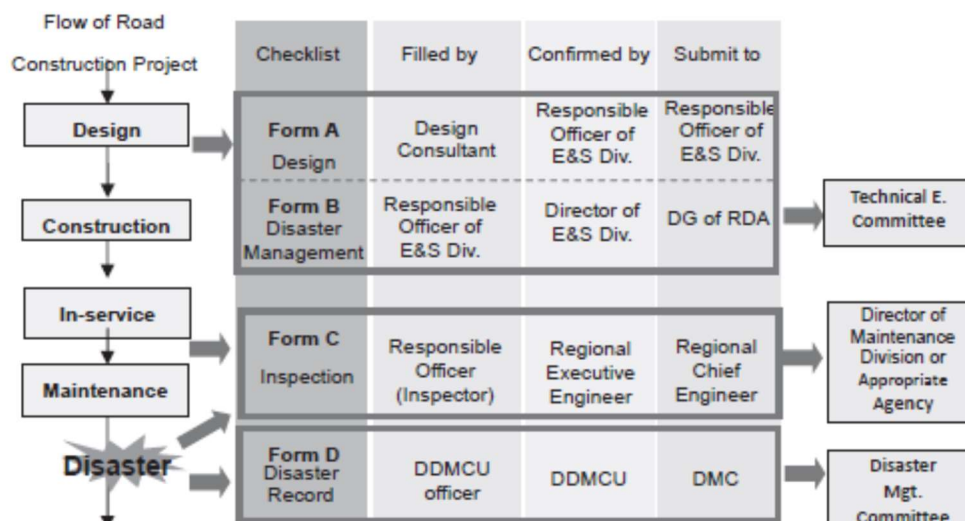 Flow of Road
Construction Project
Design
Construction
In-service
Maintenance
Disaster
Checklist
Filled by
Confirmed by
Submit to
Form A
Design
Design
Consultant
Responsible
Officer of
E&S Div.
Responsible
Officer of
E&S Div.
Form B
Disaster
Management
Responsible
Officer of
E&S Div.
Director of
E&S Div.
DG of RDA
Technical E.
Committee
Form C
Inspection
Responsible
Officer
(Inspector)
Regional
Executive
Engineer
Regional
Chief
Engineer
Director of
Maintenance
Division or
Appropriate
Agency
Form D
Disaster
Record
DDMCU
officer
DDMCU
DMC
Disaster
Mgt.
Committee